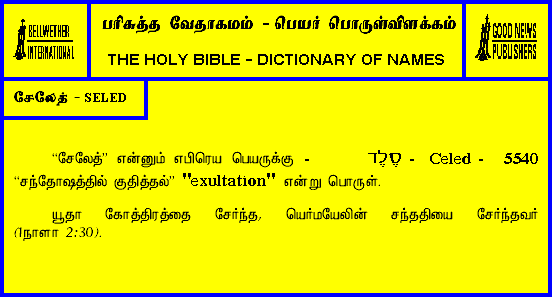 BELLWETHER
INTERNATIONAL
பரிசுத்த வேதாகமம் - பெயர் பொருள்விளக்கம்
THE HOLY BIBLE - DICTIONARY OF NAMES
GOOD NEWS
PUBLISHERS
சேலேத் - SELED
“சேலேத்” என்னும் எபிரெய பெயருக்கு - סֶלֶד - Celed - 5540
“சந்தோஷத்தில் குதித்தல்” "exultation" என்று பொருள்.
யூதா கோத்திரத்தை சேர்ந்த, யெர்மயேலின் சந்ததியை சேர்ந்தவர்
(1நாளா 2:30).